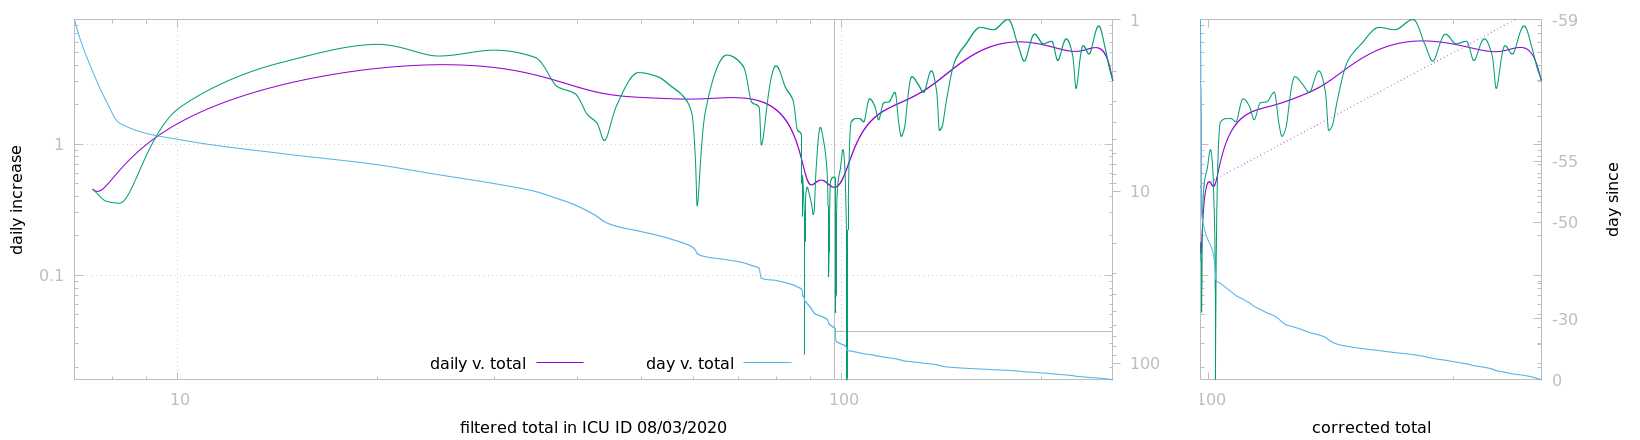 daily increase
1
0.1
10
100
1
10
100
daily v. total
day v. total
filtered total in ICU ID 08/03/2020
-59
-55
-50
-30
0
100
day since
corrected total